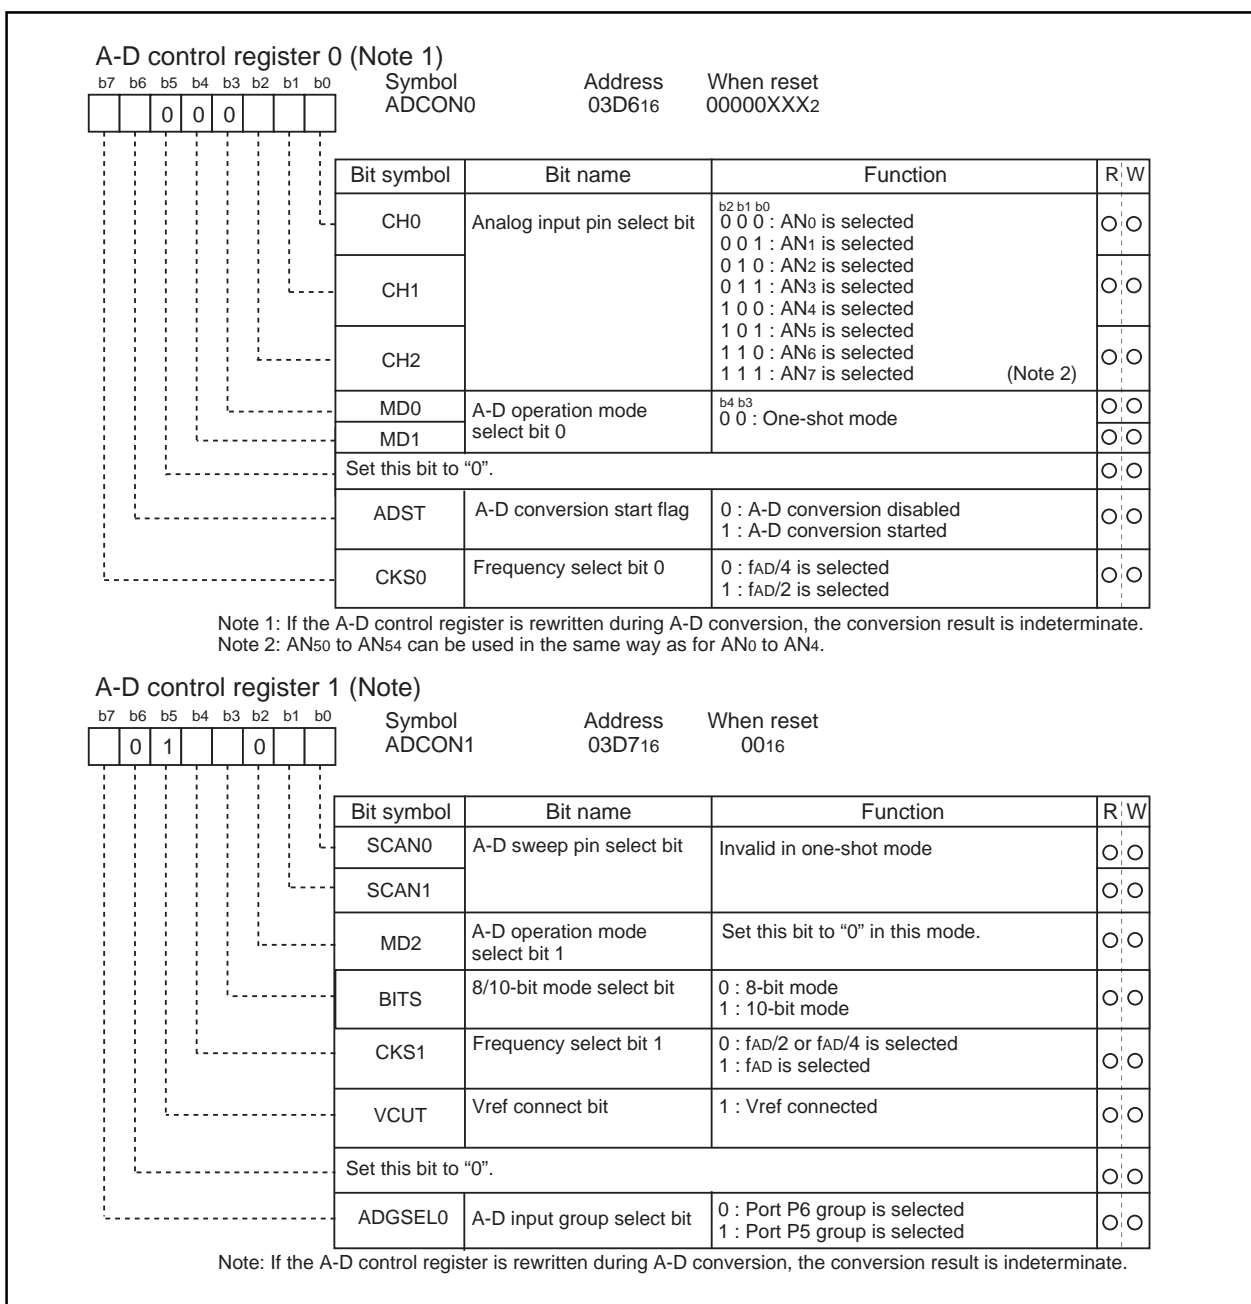 A-D control register 0 (Note 1)
b7 b6 b5 b4 b3 b2 b1 b0
Symbol Address When reset
ADCON0 03D616 00000XXX2
0 0 0
Bit symbol Bit name Function R W
CH0 Analog input pin select bit
b2 b1 b0
0 0 0 : AN0 is selected
0 0 1 : AN1 is selected
0 1 0 : AN2 is selected
CH1
0 1 1 : AN3 is selected
1 0 0 : AN4 is selected
1 0 1 : AN5 is selected
CH2
1 1 0 : AN6 is selected
1 1 1 : AN7 is selected (Note 2)
MD0 A-D operation mode
select bit 0
b4 b3
0 0 : One-shot mode
MD1
Set this bit to “0”.
ADST A-D conversion start flag 0 : A-D conversion disabled
1 : A-D conversion started
CKS0 Frequency select bit 0 0 : fAD/4 is selected
1 : fAD/2 is selected
Note 1: If the A-D control register is rewritten during A-D conversion, the conversion result is indeterminate.
Note 2: AN50 to AN54 can be used in the same way as for AN0 to AN4.
A-D control register 1 (Note)
b7 b6 b5 b4 b3 b2 b1 b0
Symbol Address When reset
ADCON1 03D716 0016
0 1 0
Bit symbol Bit name Function R W
SCAN0 A-D sweep pin select bit Invalid in one-shot mode
SCAN1
MD2 A-D operation mode
select bit 1
Set this bit to “0” in this mode.
BITS 8/10-bit mode select bit 0 : 8-bit mode
1 : 10-bit mode
CKS1 Frequency select bit 1 0 : fAD/2 or fAD/4 is selected
1 : fAD is selected
VCUT Vref connect bit 1 : Vref connected
Set this bit to “0”.
ADGSEL0 A-D input group select bit 0 : Port P6 group is selected
1 : Port P5 group is selected
Note: If the A-D control register is rewritten during A-D conversion, the conversion result is indeterminate.